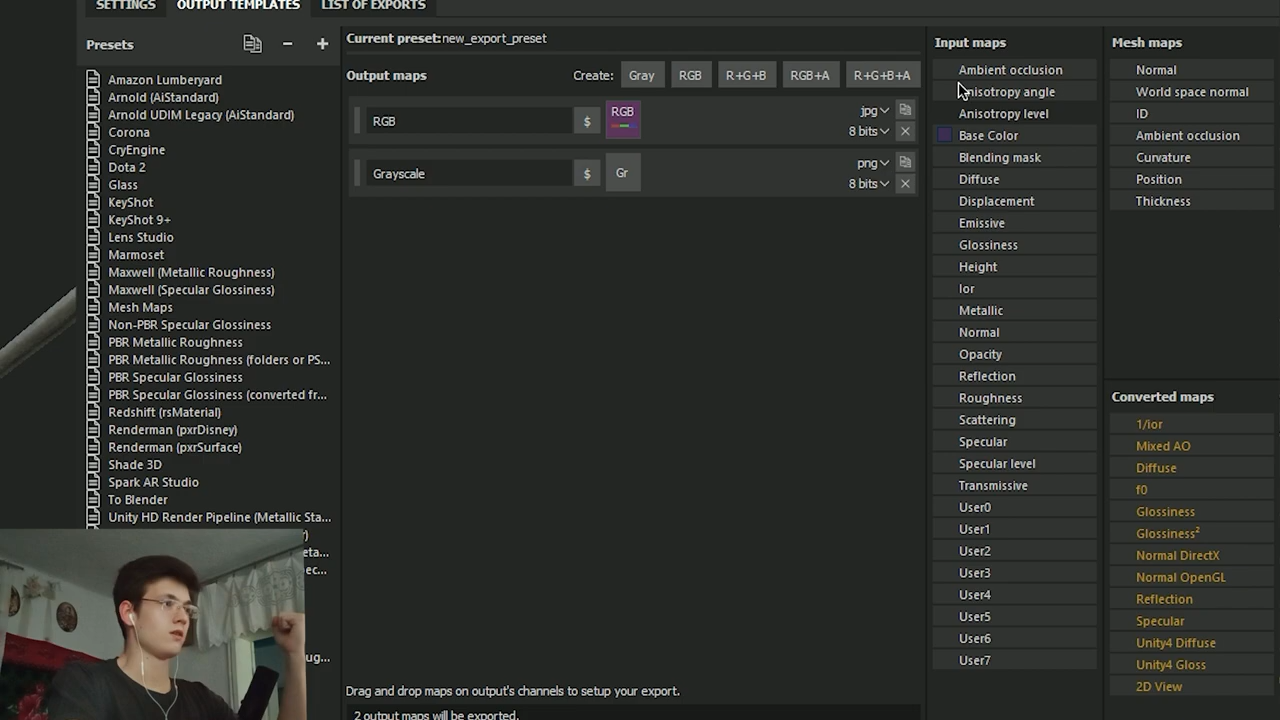 SETTINGS
OUTPUT TEMPLATES
LIST OF EXPORTS
Presets
Amazon Lumberyard
Arnold (AiStandard)
Arnold UDIM Legacy (AiStandard)
Corona
CryEngine
Dota 2
Glass
KeyShot
KeyShot 9+
Lens Studio
Marmoset
Maxwell (Metallic Roughness)
Maxwell (Specular Glossiness)
Mesh Maps
Non-PBR Specular Glossiness
PBR Metallic Roughness
PBR Metallic Roughness (folders or PS...
PBR Specular Glossiness
PBR Specular Glossiness (converted fr...
Redshift (rsMaterial)
Renderman (pxrDisney)
Renderman (pxrSurface)
Shade 3D
Spark AR Studio
To Blender
Unity HD Render Pipeline (Metallic Sta...
r)
eta...
ec...
ug...
Current preset:new_export_preset
Output maps
Create: Gray RGB R+G+B RGB+A R+G+B+A
RGB $ RGB jpg
8 bits
Grayscale $ Gr png
8 bits
Drag and drop maps on output's channels to setup your export.
2 output maps will be exported.
Input maps
Ambient occlusion
Anisotropy angle
Anisotropy level
Base Color
Blending mask
Diffuse
Displacement
Emissive
Glossiness
Height
Ior
Metallic
Normal
Opacity
Reflection
Roughness
Scattering
Specular
Specular level
Transmissive
User0
User1
User2
User3
User4
User5
User6
User7
Mesh maps
Normal
World space normal
ID
Ambient occlusion
Curvature
Position
Thickness
Converted maps
1/ior
Mixed AO
Diffuse
f0
Glossiness
Glossiness²
Normal DirectX
Normal OpenGL
Reflection
Specular
Unity4 Diffuse
Unity4 Gloss
2D View